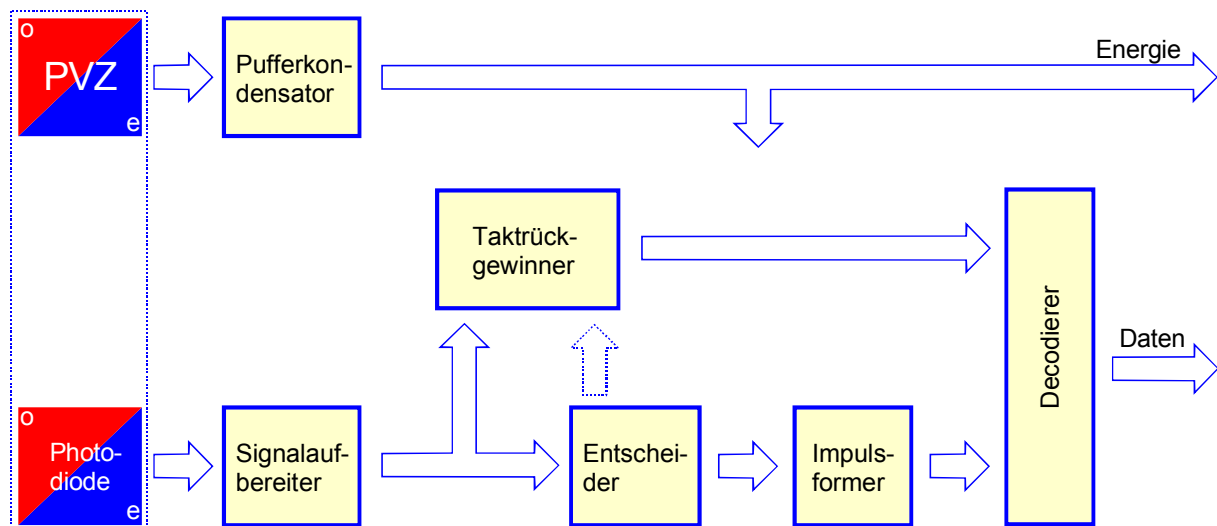 o
PVZ
e
Pufferkon-
densator
Energie
Taktrück-
gewinner
Decodierer
Daten
o
Photo-
diode
e
Signalauf-
bereiter
Entschei-
der
Impuls-
former